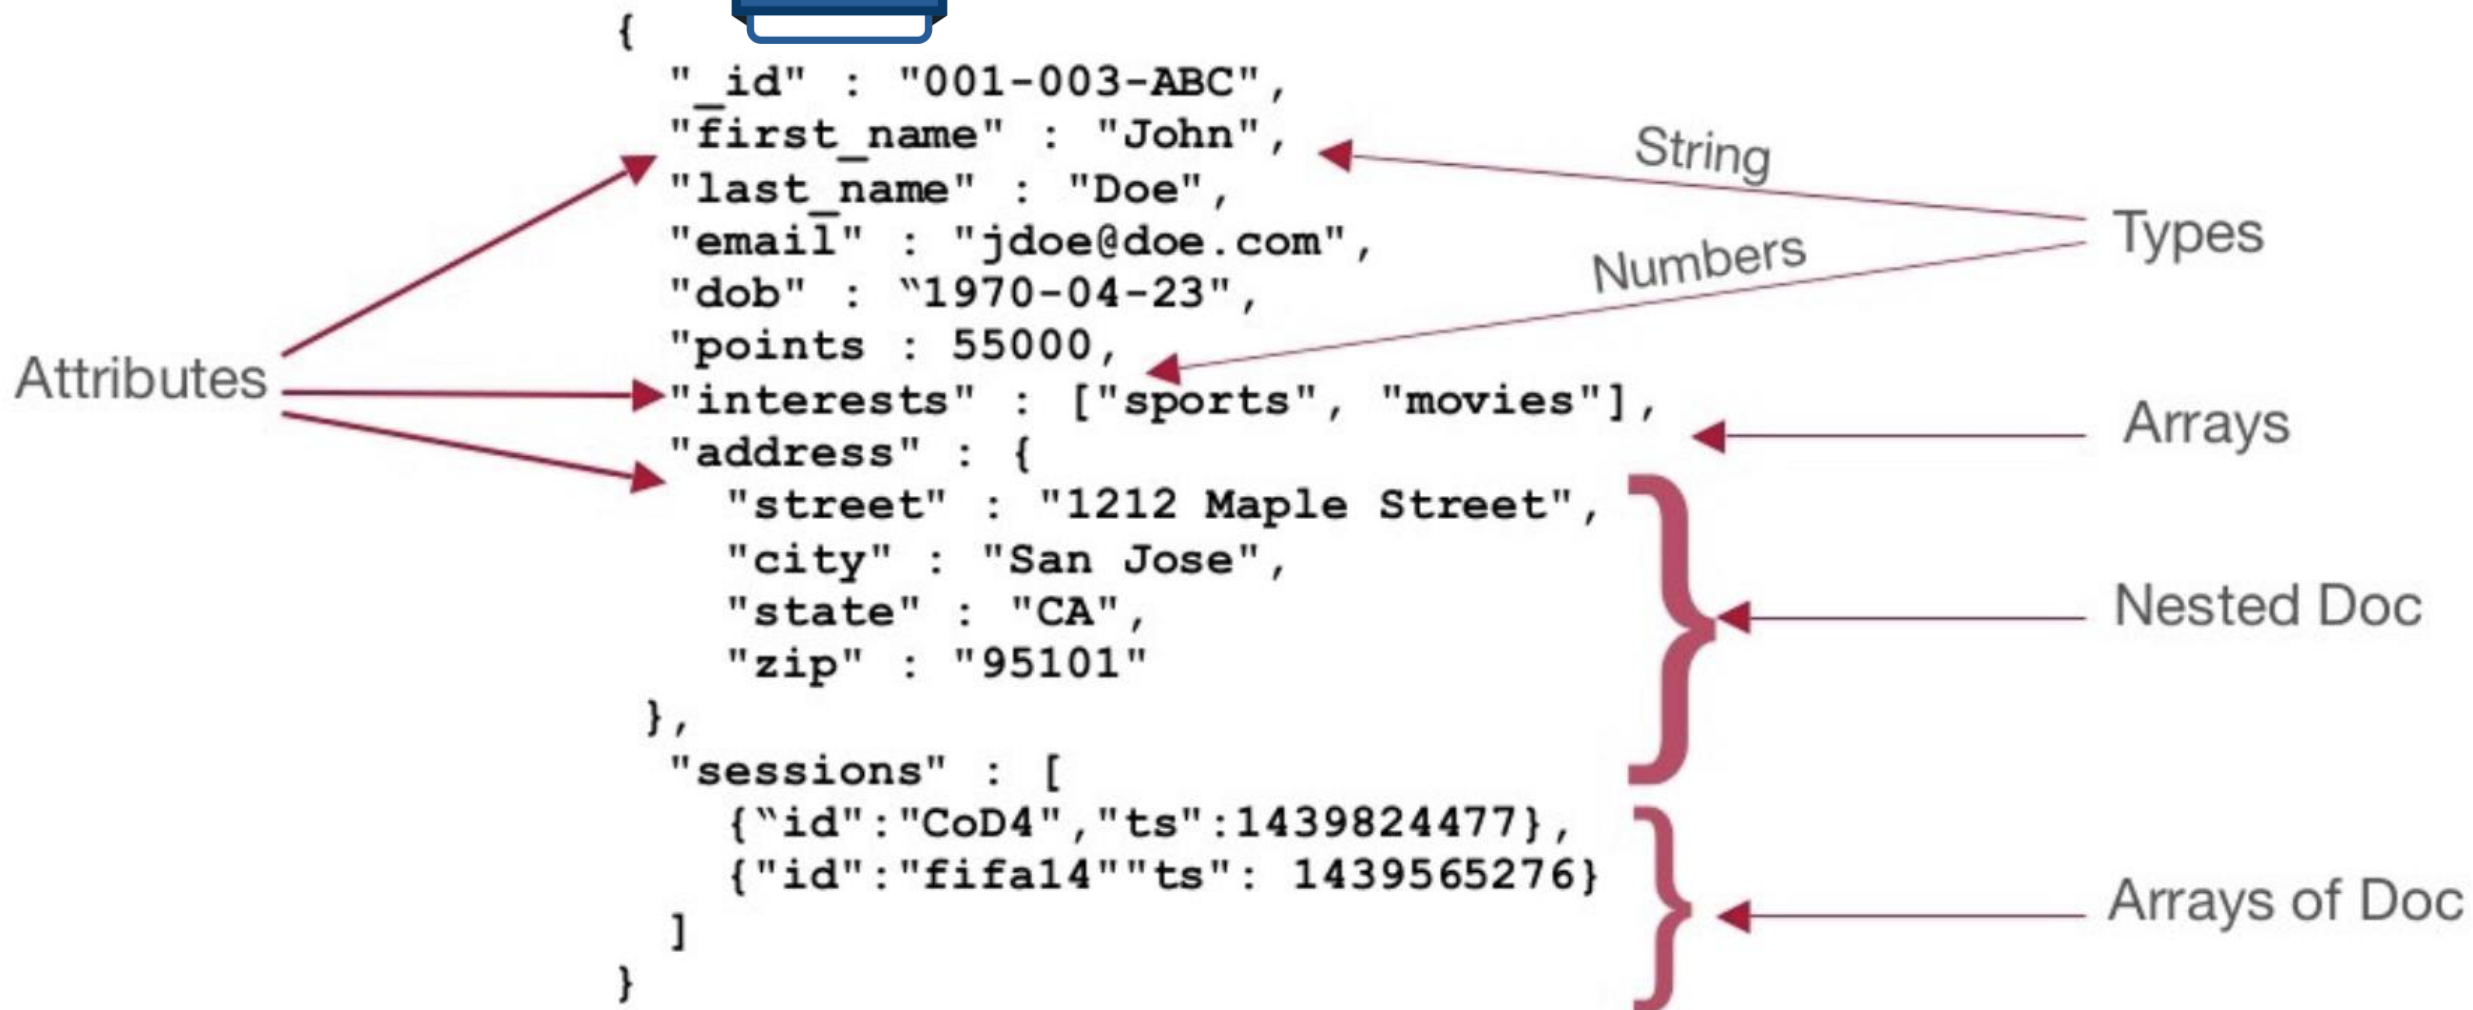 {
"_id" : "001-003-ABC",
"first_name" : "John",
String
"last_name" : "Doe",
Types
"email" : "jdoe@doe.com",
Numbers
"dob" : “1970-04-23",
"points : 55000,
Attributes
"interests" : ["sports", "movies"],
Arrays
"address" : {
"street" : "1212 Maple Street",
"city" : "San Jose",
Nested Doc
"state" : "CA",
"zip" : "95101"
},
"sessions" : [
{“id":"CoD4","ts":1439824477},
{"id":"fifa14""ts": 1439565276}
Arrays of Doc
]
}